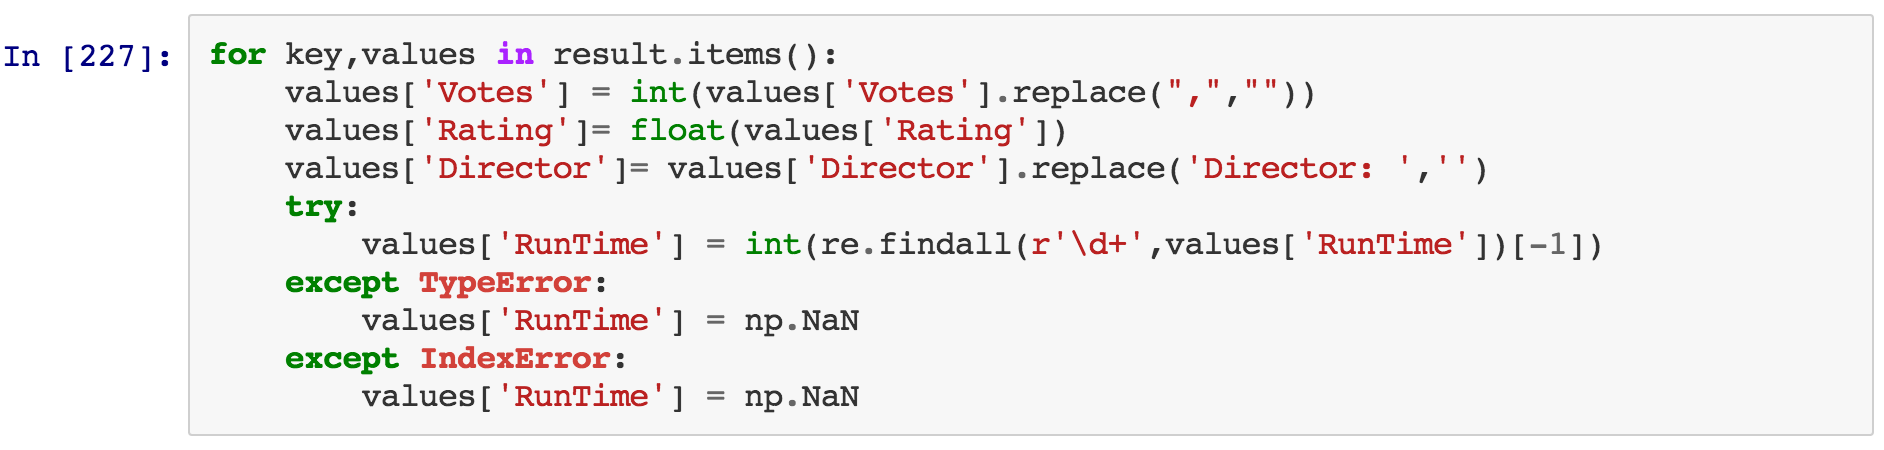 In [227]: for key,values in result.items():
    values['Votes'] = int(values['Votes'].replace(",",""))
    values['Rating']= float(values['Rating'])
    values['Director']= values['Director'].replace('Director: ','')
    try:
        values['RunTime'] = int(re.findall(r'\d+',values['RunTime'])[-1])
    except TypeError:
        values['RunTime'] = np.NaN
    except IndexError:
        values['RunTime'] = np.NaN